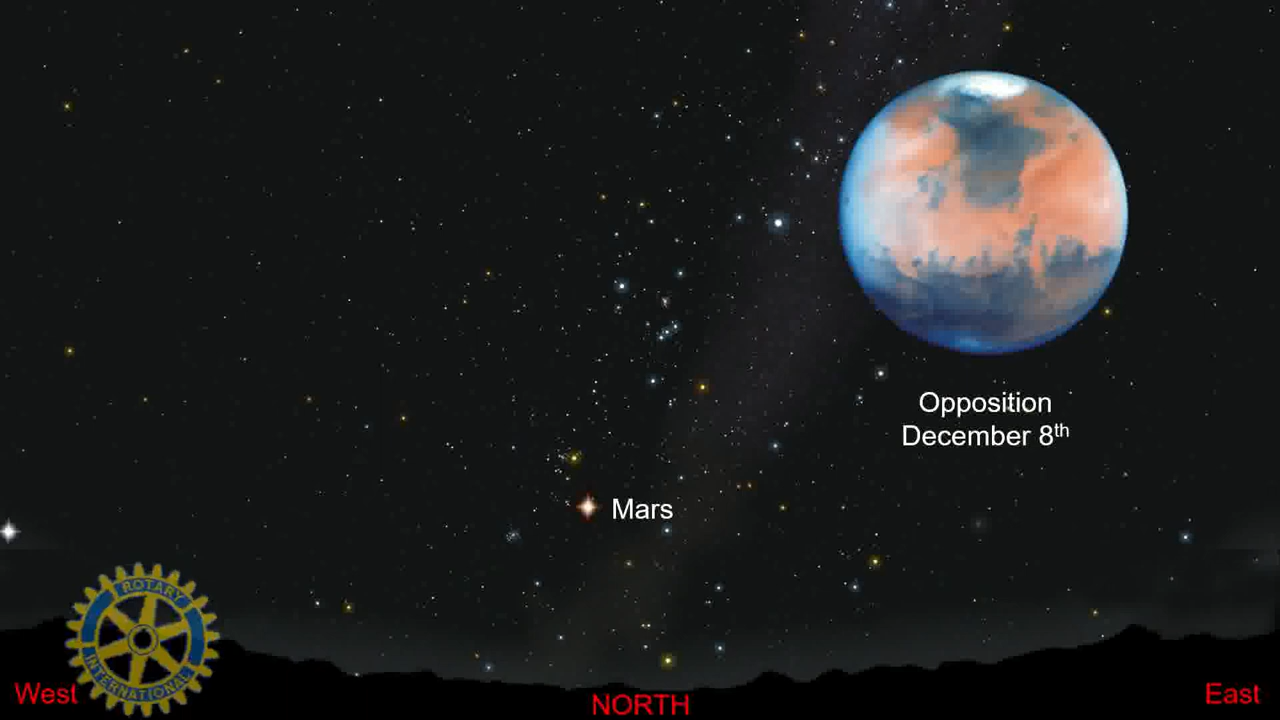 Opposition
December 8th
Mars
ROTARY
INTERNATIONAL
West
NORTH
East